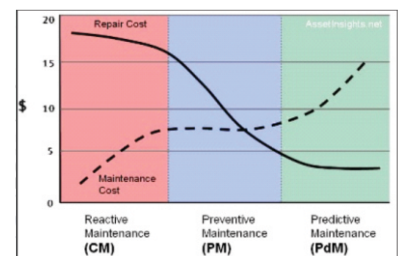 20
Repair Cost
AssetInsights.net
15
$
10
5
Maintenance
Cost
0
Reactive
Maintenance
(CM)
Preventive
Maintenance
(PM)
Predictive
Maintenance
(PdM)